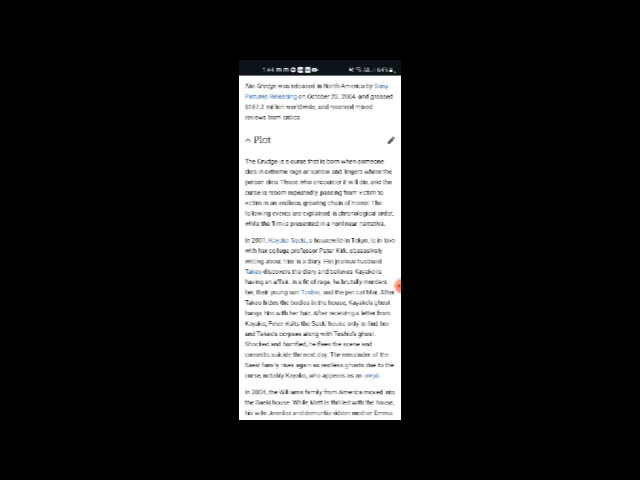 1:44 64%
The Grudge was released in North America by Sony
Pictures Releasing on October 22, 2004, and grossed
$187.3 million worldwide, and received mixed
reviews from critics.
Plot
The Grudge is a curse that is born when someone
dies in extreme rage or sorrow and lingers where the
person died. Those who encounter it will die, and the
curse is reborn repeatedly, passing from victim to
victim in an endless, growing chain of horror. The
following events are explained in chronological order,
while the film is presented in a nonlinear narrative.
In 2001, Kayako Saeki, a housewife in Tokyo, is in love
with her college professor Peter Kirk, obsessively
writing about him in a diary. Her jealous husband
Takeo discovers the diary and believes Kayako is
having an affair. In a fit of rage, he brutally murders
her, their young son Toshio, and the pet cat Mar. After
Takeo hides the bodies in the house, Kayako's ghost
hangs him with her hair. After receiving a letter from
Kayako, Peter visits the Saeki house only to find her
and Takeo's corpses along with Toshio's ghost.
Shocked and horrified, he flees the scene and
commits suicide the next day. The remainder of the
Saeki family rises again as restless ghosts due to the
curse, notably Kayako, who appears as an onryō.
In 2004, the Williams family from America moved into
the Saeki house. While Matt is thrilled with the house,
his wife Jennifer and dementia-ridden mother Emma